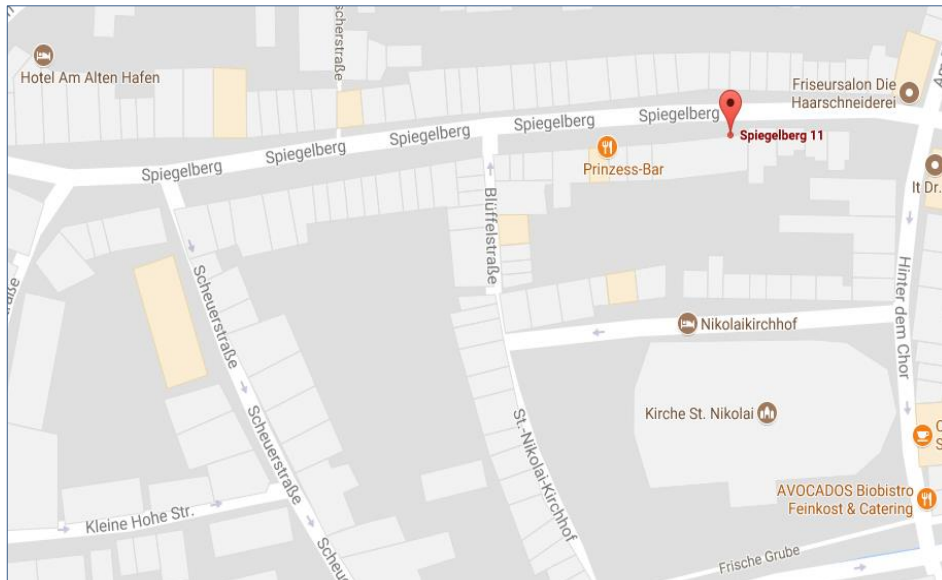 scherstraße
Hotel Am Alten Hafen
Friseursalon Die
Haarschneiderei
Spiegelberg
Spiegelberg
Spiegelberg
Spiegelberg
Spiegelberg
Spiegelberg 11
Prinzess-Bar
It Dr.
Blüffelstraße
Scheuerstraße
Hinter dem Chor
Nikolaikirchhof
Kirche St. Nikolai
St.-Nikolai-Kirchhof
Scheuerstraße
AVOCADOS Biobistro
Feinkost & Catering
Kleine Hohe Str.
Scheue
Frische Grube